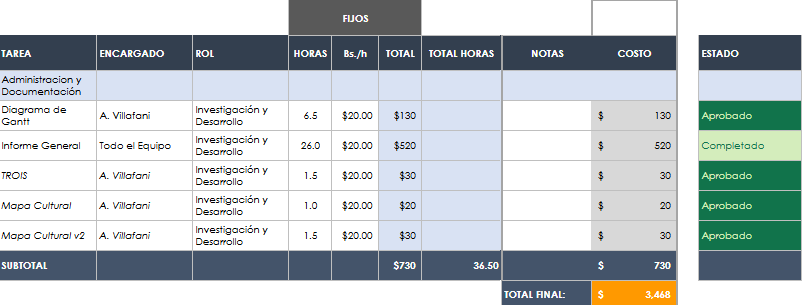 FIJOS
TAREA ENCARGADO ROL HORAS Bs./h TOTAL TOTAL HORAS NOTAS COSTO ESTADO
Administracion y
Documentación
Diagrama de
Gantt A. Villafani Investigación y
Desarrollo 6.5 $20.00 $130 $ 130 Aprobado
Informe General Todo el Equipo Investigación y
Desarrollo 26.0 $20.00 $520 $ 520 Completado
TROIS A. Villafani Investigación y
Desarrollo 1.5 $20.00 $30 $ 30 Aprobado
Mapa Cultural A. Villafani Investigación y
Desarrollo 1.0 $20.00 $20 $ 20 Aprobado
Mapa Cultural v2 A. Villafani Investigación y
Desarrollo 1.5 $20.00 $30 $ 30 Aprobado
SUBTOTAL $730 36.50 $ 730
TOTAL FINAL: $ 3,468